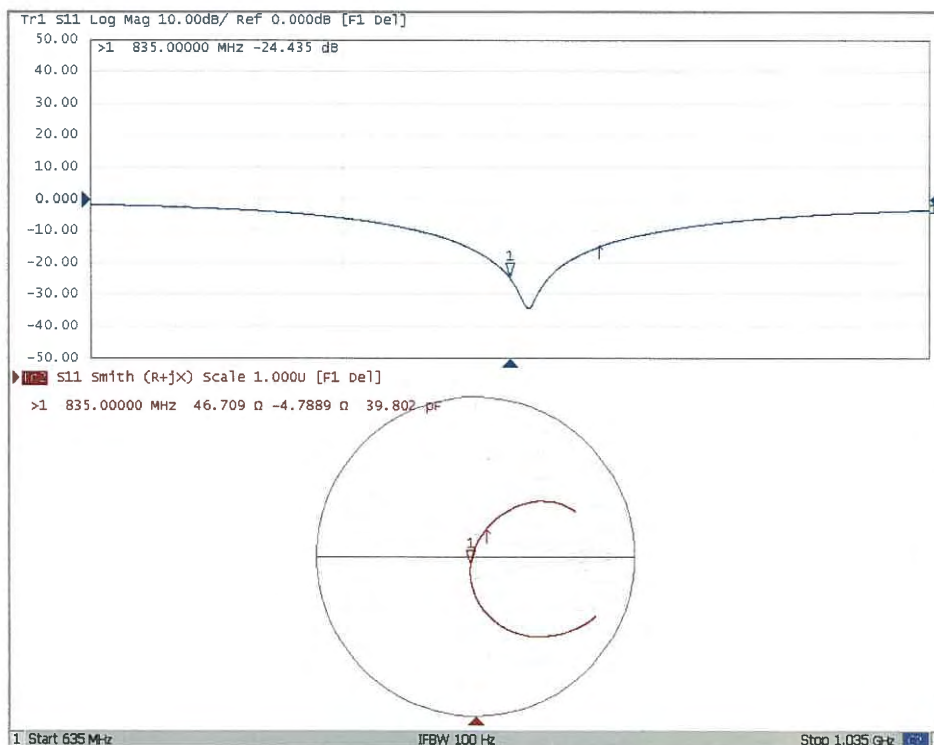 Tr1 S11 Log Mag 10.00dB/ Ref 0.000dB [F1 Del]
50.00
>1 835.00000 MHz -24.435 dB
40.00
30.00
20.00
10.00
0.000
-10.00
1
-20.00
-30.00
-40.00
-50.00
S11 Smith (R+jX) Scale 1.000U [F1 Del]
>1 835.00000 MHz 46.709 Ω -4.7889 Ω 39.802 pF
1
1 Start 635 MHz IFBW 100 Hz Stop 1.035 GHz